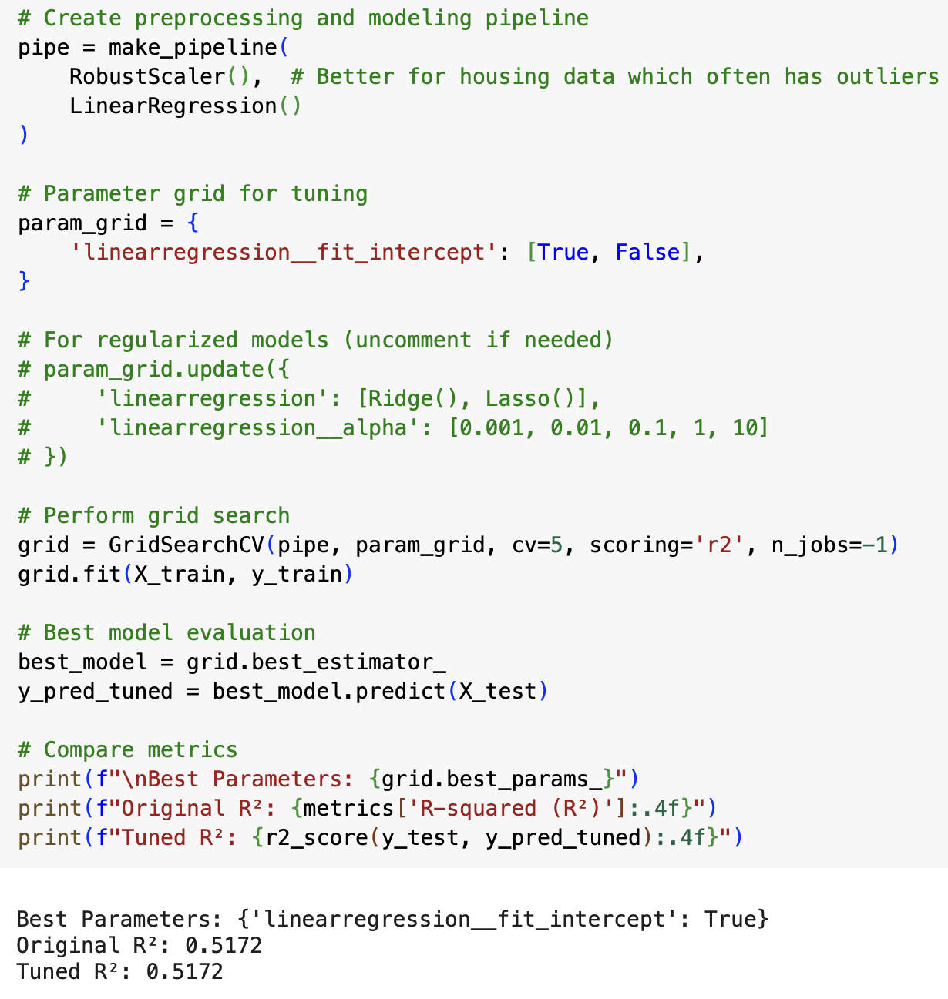 # Create preprocessing and modeling pipeline
pipe = make_pipeline(
    RobustScaler(),  # Better for housing data which often has outliers
    LinearRegression()
)

# Parameter grid for tuning
param_grid = {
    'linearregression__fit_intercept': [True, False],
}

# For regularized models (uncomment if needed)
# param_grid.update({
#     'linearregression': [Ridge(), Lasso()],
#     'linearregression__alpha': [0.001, 0.01, 0.1, 1, 10]
# })

# Perform grid search
grid = GridSearchCV(pipe, param_grid, cv=5, scoring='r2', n_jobs=-1)
grid.fit(X_train, y_train)

# Best model evaluation
best_model = grid.best_estimator_
y_pred_tuned = best_model.predict(X_test)

# Compare metrics
print(f"\nBest Parameters: {grid.best_params_}")
print(f"Original R²: {metrics['R-squared (R²)']:.4f}")
print(f"Tuned R²: {r2_score(y_test, y_pred_tuned):.4f}")

Best Parameters: {'linearregression__fit_intercept': True}
Original R²: 0.5172
Tuned R²: 0.5172